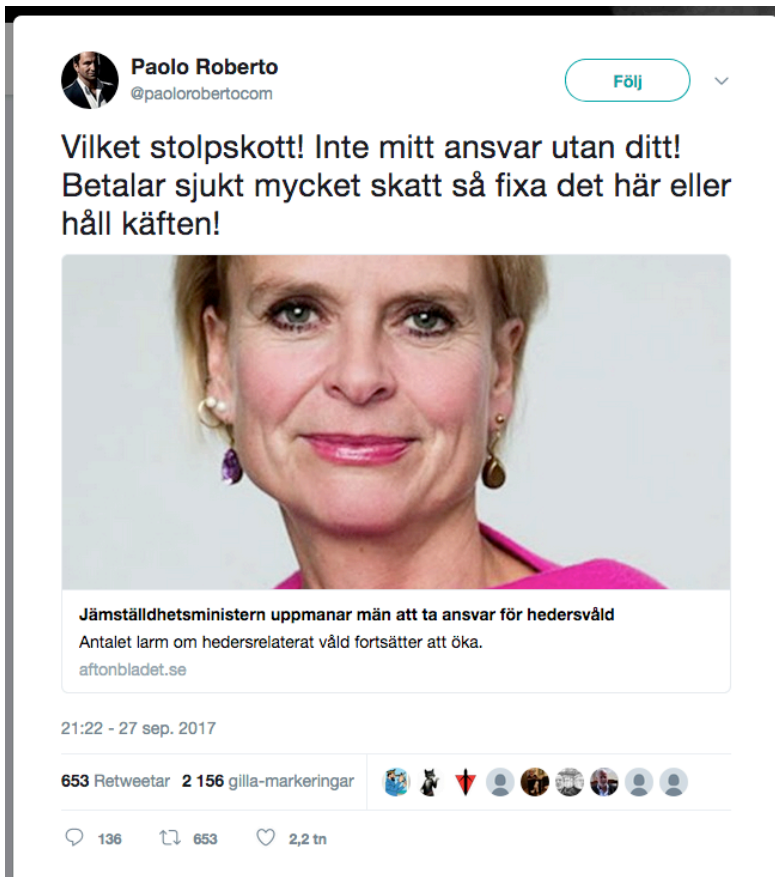 Paolo Roberto
@paolorobertocom
Följ
Vilket stolpskott! Inte mitt ansvar utan ditt!
Betalar sjukt mycket skatt så fixa det här eller
håll käften!
Jämställdhetsministern uppmanar män att ta ansvar för hedersvåld
Antalet larm om hedersrelaterat våld fortsätter att öka.
aftonbladet.se
21:22 - 27 sep. 2017
653 Retweetar 2 156 gilla-markeringar
136 653 2,2 tn